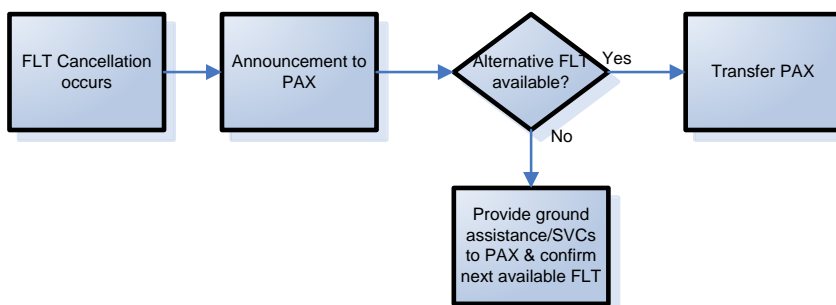 FLT Cancellation
occurs
Announcement to
PAX
Alternative FLT
available?
Yes
Transfer PAX
No
Provide ground
assistance/SVCs
to PAX & confirm
next available FLT